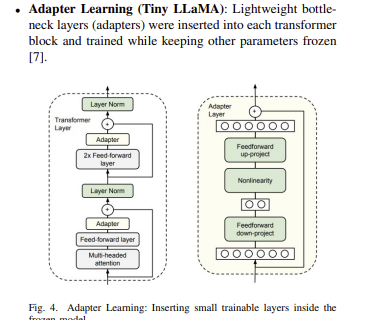 • Adapter Learning (Tiny LLaMA): Lightweight bottle-
neck layers (adapters) were inserted into each transformer
block and trained while keeping other parameters frozen
[7].
Layer Norm
Transformer
Layer
+
Adapter
2x Feed-forward
layer
Layer Norm
+
Adapter
Feed-forward layer
Multi-headed
attention
Adapter
Layer
+
Feedforward
up-project
Nonlinearity
Feedforward
down-project
Fig. 4. Adapter Learning: Inserting small trainable layers inside the
frozen model